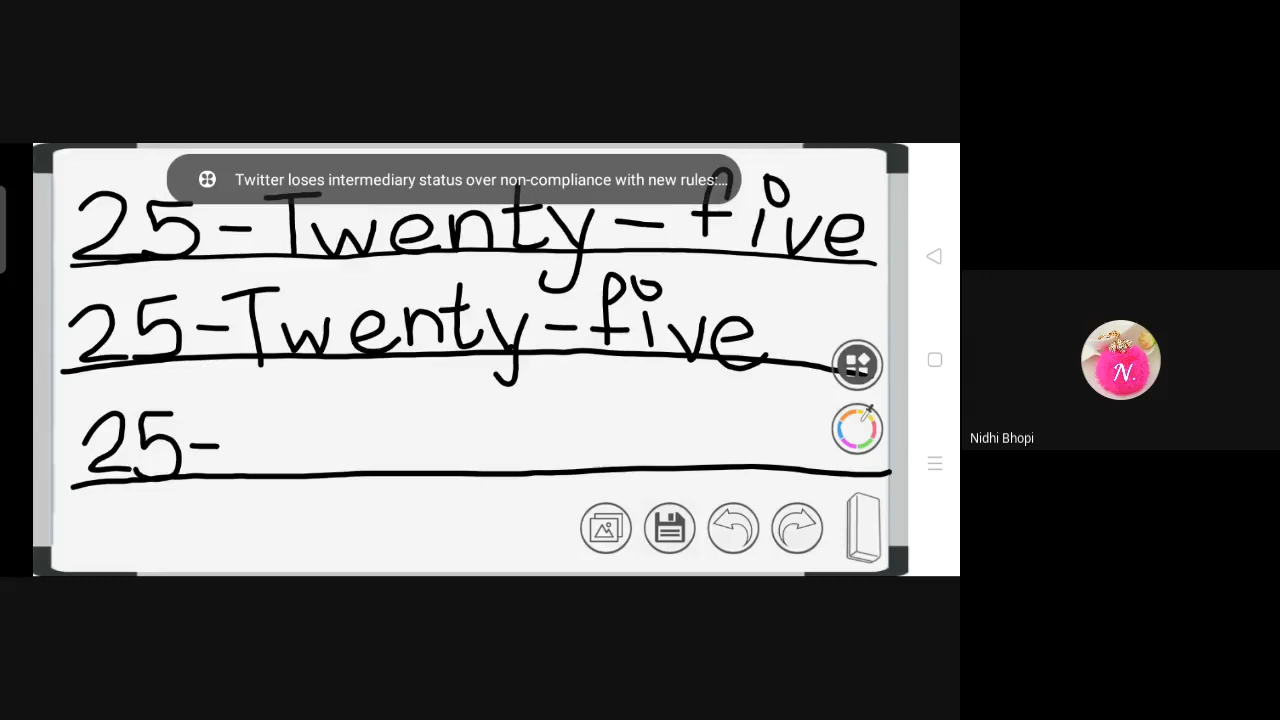 Twitter loses intermediary status over non-compliance with new rules:...
25-Twenty-five
25-Twenty-five
25-
N.
Nidhi Bhopi